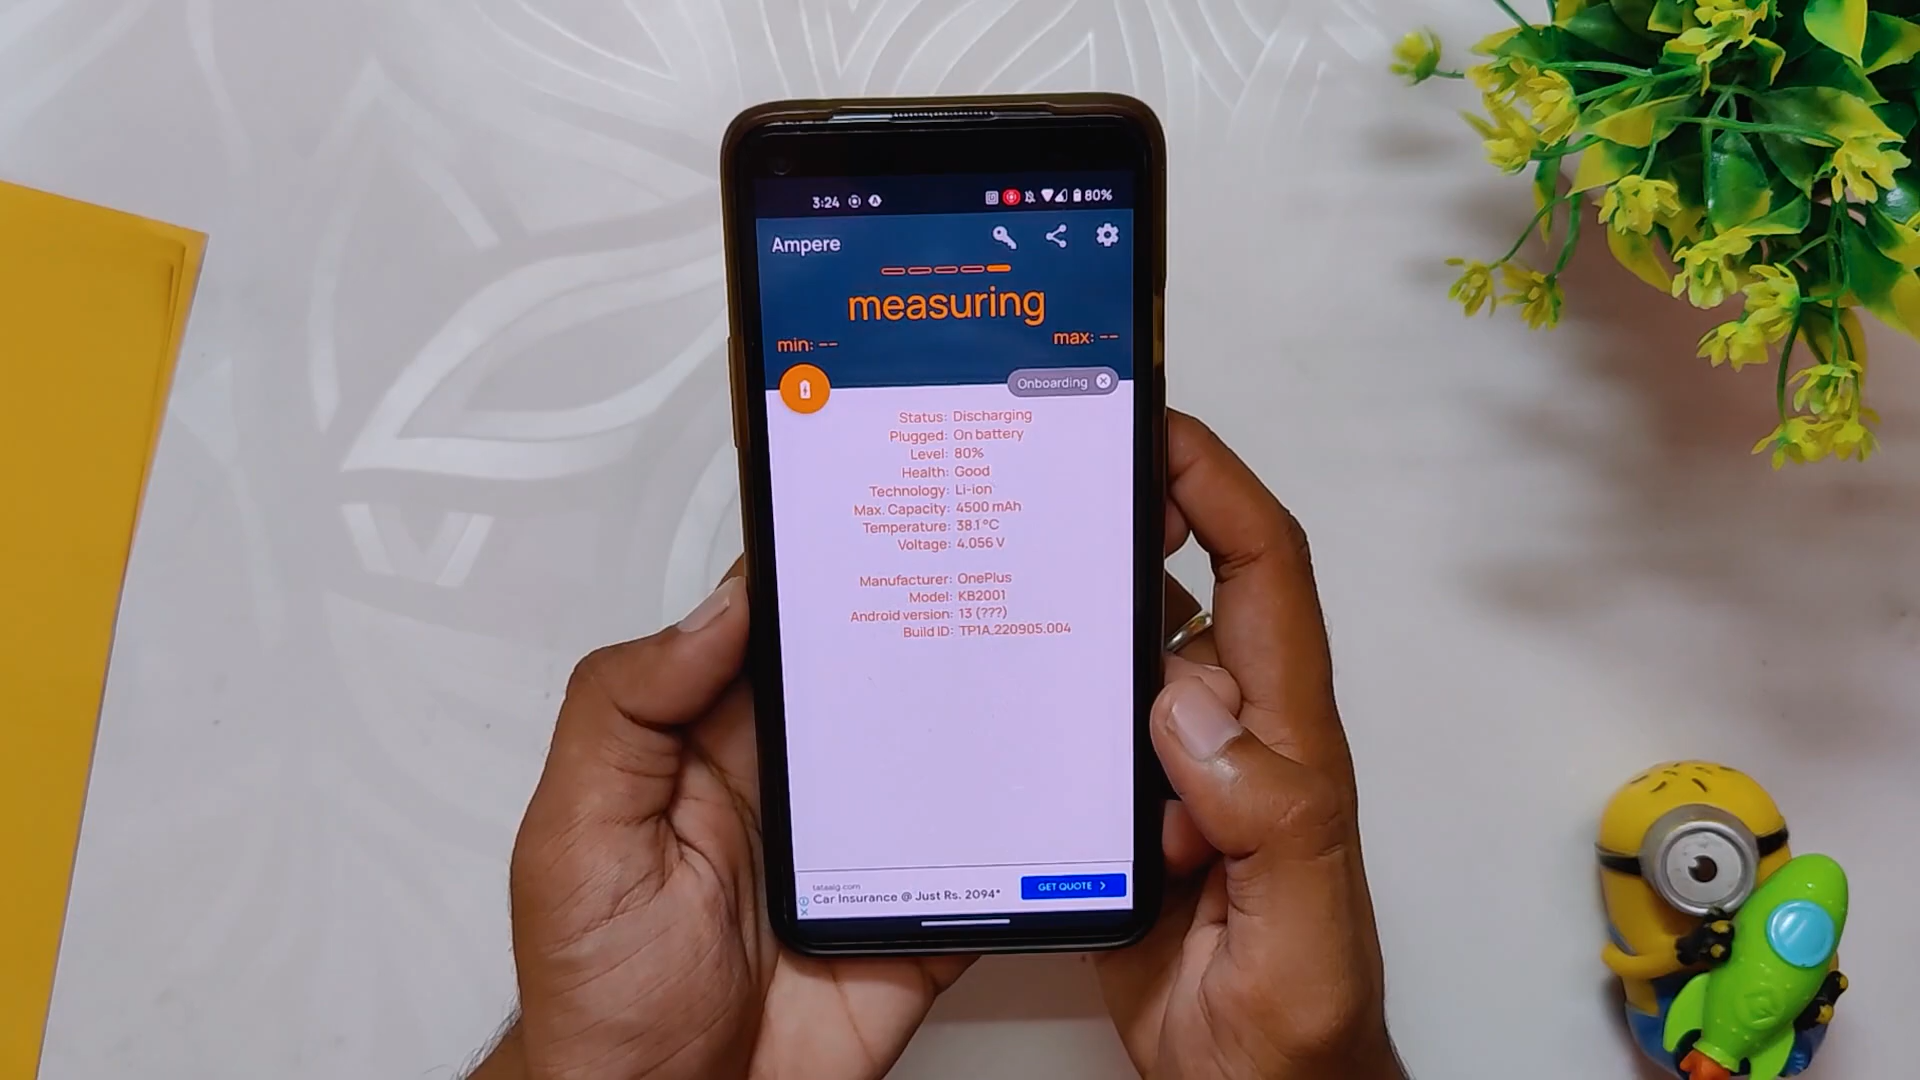 3:24 80%
Ampere
measuring
min: -- max: --
Onboarding
Status: Discharging
Plugged: On battery
Level: 80%
Health: Good
Technology: Li-ion
Max. Capacity: 4500 mAh
Temperature: 38.1°C
Voltage: 4.056 V
Manufacturer: OnePlus
Model: KB2001
Android version: 13 (???)
Build ID: TP1A.220905.004
tataaig.com
Car Insurance @ Just Rs. 2094*
GET QUOTE